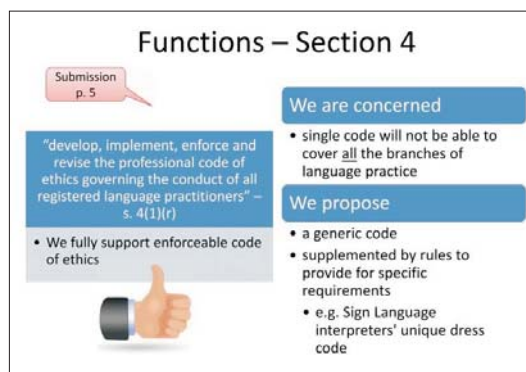 Functions – Section 4
Submission
p. 5
"develop, implement, enforce and
revise the professional code of
ethics governing the conduct of all
registered language practitioners" –
s. 4(1)(r)
• We fully support enforceable code
of ethics
We are concerned
• single code will not be able to
cover all the branches of
language practice
We propose
• a generic code
• supplemented by rules to
provide for specific
requirements
• e.g. Sign Language
interpreters' unique dress
code